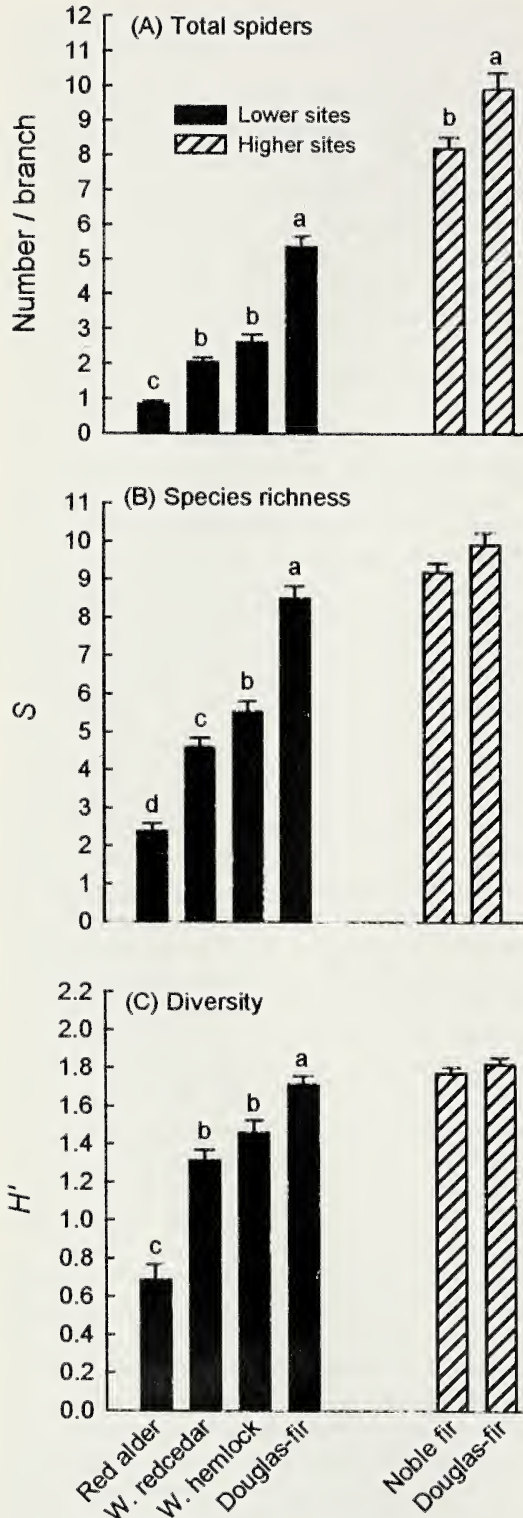 (A) Total spiders
Number / branch
12
11
10
9
8
7
6
5
4
3
2
1
0
Lower sites
Higher sites
c
b
b
a
b
a
(B) Species richness
S
11
10
9
8
7
6
5
4
3
2
1
0
d
c
b
a
(C) Diversity
H'
2.2
2.0
1.8
1.6
1.4
1.2
1.0
0.8
0.6
0.4
0.2
0.0
c
b
b
a
Red alder
W. redcedar
W. hemlock
Douglas-fir
Noble fir
Douglas-fir